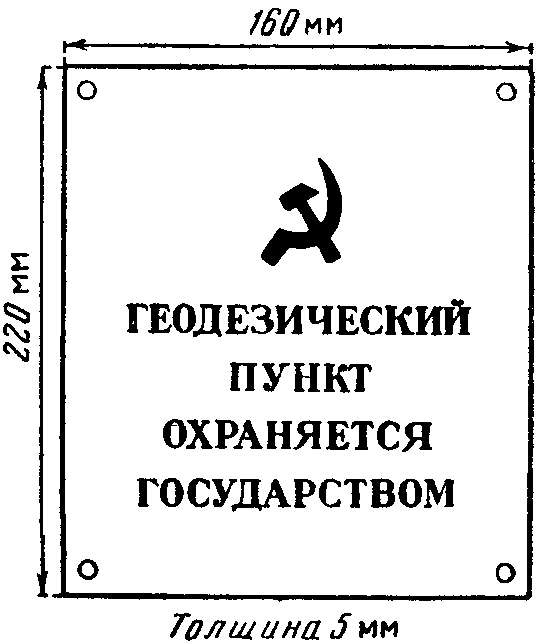 160 мм
220 мм
ГЕОДЕЗИЧЕСКИЙ
ПУНКТ
ОХРАНЯЕТСЯ
ГОСУДАРСТВОМ
Толщина 5 мм